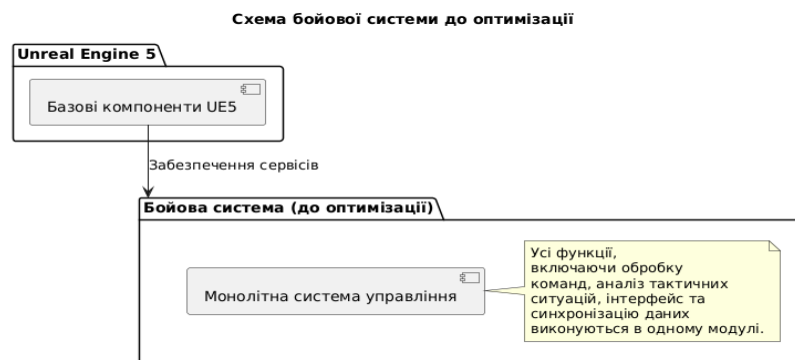 Схема бойової системи до оптимізації
Unreal Engine 5
Базові компоненти UE5
Забезпечення сервісів
Бойова система (до оптимізації)
Монолітна система управління
Усі функції,
включаючи обробку
команд, аналіз тактичних
ситуацій, інтерфейс та
синхронізацію даних
виконуються в одному модулі.